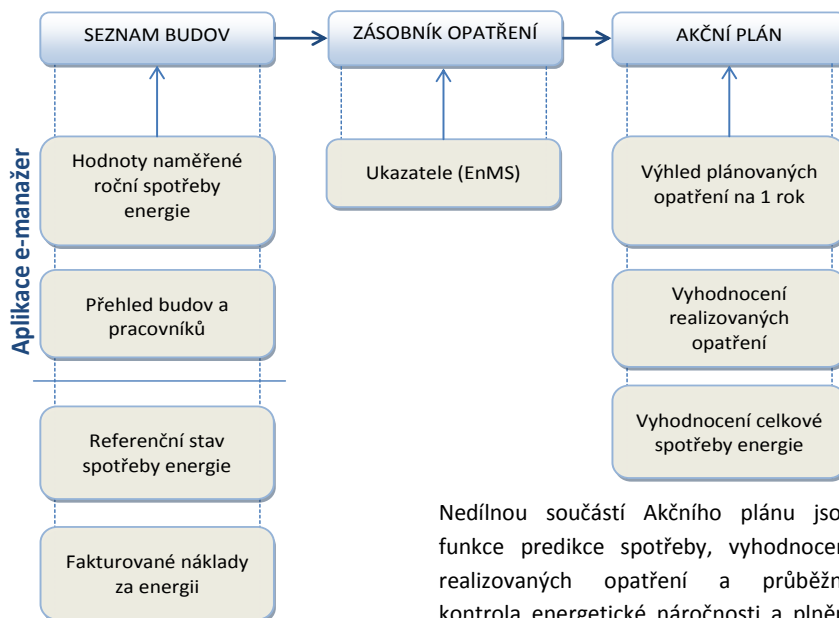 SEZNAM BUDOV
ZÁSOBNÍK OPATŘENÍ
AKČNÍ PLÁN
Aplikace e-manažer
Hodnoty naměřené
roční spotřeby
energie
Přehled budov a
pracovníků
Referenční stav
spotřeby energie
Fakturované náklady
za energii
Ukazatele (EnMS)
Výhled plánovaných
opatření na 1 rok
Vyhodnocení
realizovaných
opatření
Vyhodnocení celkové
spotřeby energie
Nedílnou součástí Akčního plánu
funkce predikce spotřeby,
realizovaných opatření a
kontrola energetické náročnosti a